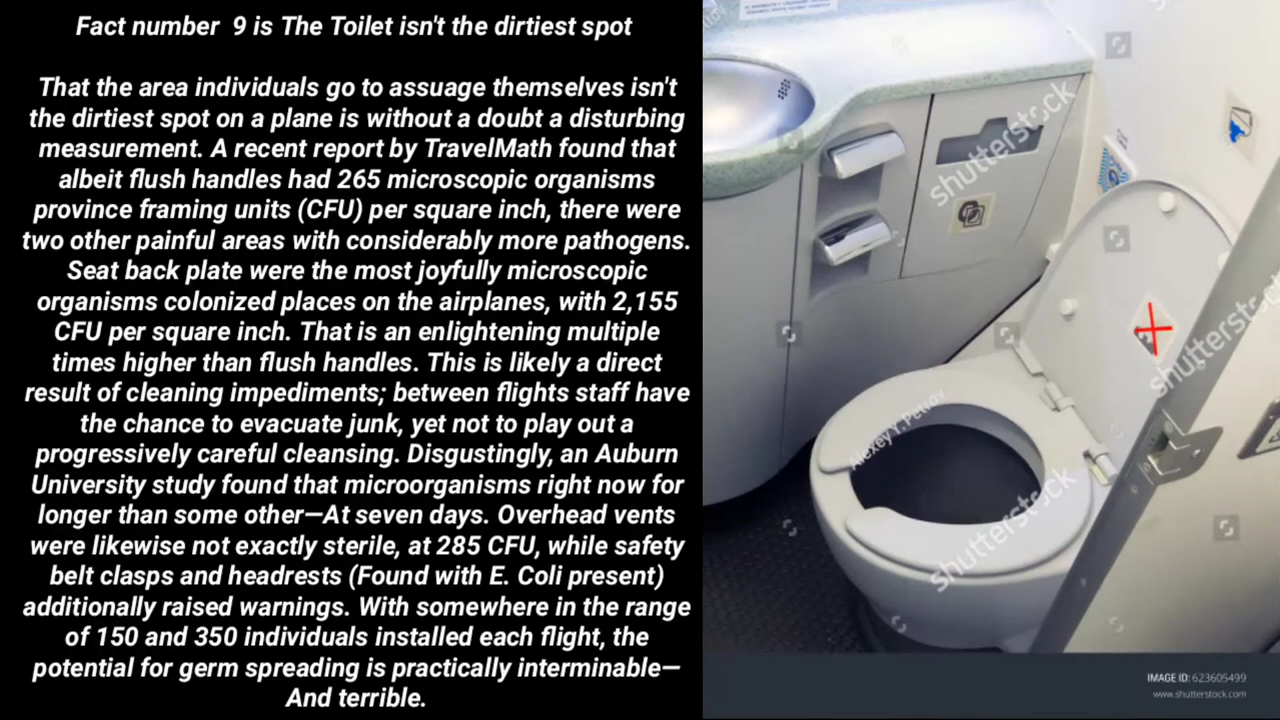 Fact number 9 is The Toilet isn't the dirtiest spot
That the area individuals go to assuage themselves isn't
the dirtiest spot on a plane is without a doubt a disturbing
measurement. A recent report by TravelMath found that
albeit flush handles had 265 microscopic organisms
province framing units (CFU) per square inch, there were
two other painful areas with considerably more pathogens.
Seat back plate were the most joyfully microscopic
organisms colonized places on the airplanes, with 2,155
CFU per square inch. That is an enlightening multiple
times higher than flush handles. This is likely a direct
result of cleaning impediments; between flights staff have
the chance to evacuate junk, yet not to play out a
progressively careful cleansing. Disgustingly, an Auburn
University study found that microorganisms right now for
longer than some other—At seven days. Overhead vents
were likewise not exactly sterile, at 285 CFU, while safety
belt clasps and headrests (Found with E. Coli present)
additionally raised warnings. With somewhere in the range
of 150 and 350 individuals installed each flight, the
potential for germ spreading is practically interminable—
And terrible.
shutterstock
shutterstock
shutterstock
Alexey Y. Petrov
IMAGE ID: 623605499
www.shutterstock.com